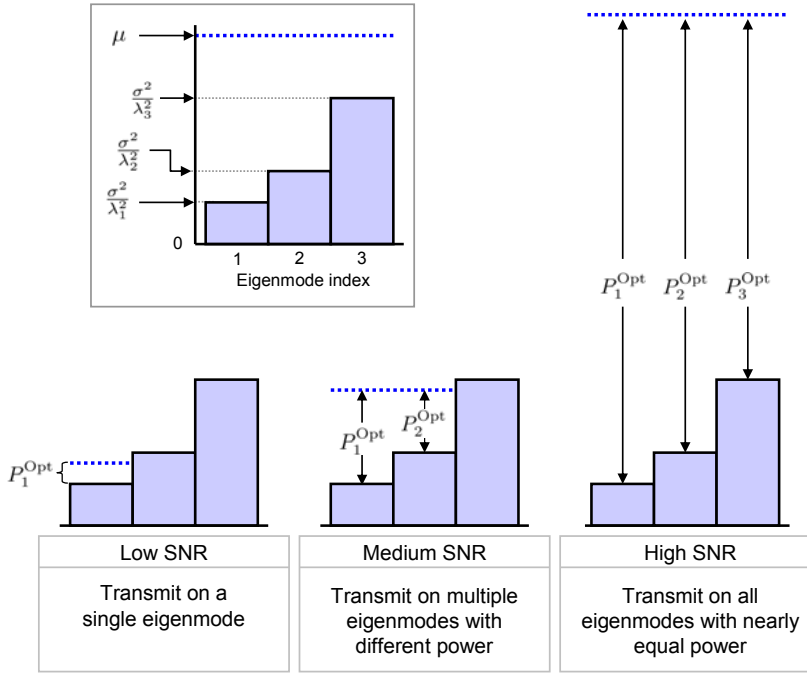 μ
σ²/λ₃²
σ²/λ₂²
σ²/λ₁²
0
1 2 3
Eigenmode index
P₁^Opt P₂^Opt P₃^Opt
P₁^Opt
P₁^Opt
P₂^Opt
Low SNR
Transmit on a
single eigenmode
Medium SNR
Transmit on multiple
eigenmodes with
different power
High SNR
Transmit on all
eigenmodes with nearly
equal power